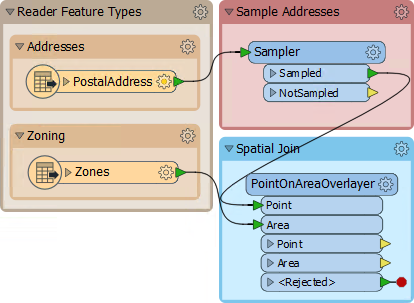 Reader Feature Types
Addresses
PostalAddress
Zoning
Zones
Sample Addresses
Sampler
Sampled
NotSampled
Spatial Join
PointOnAreaOverlayer
Point
Area
Point
Area
<Rejected>